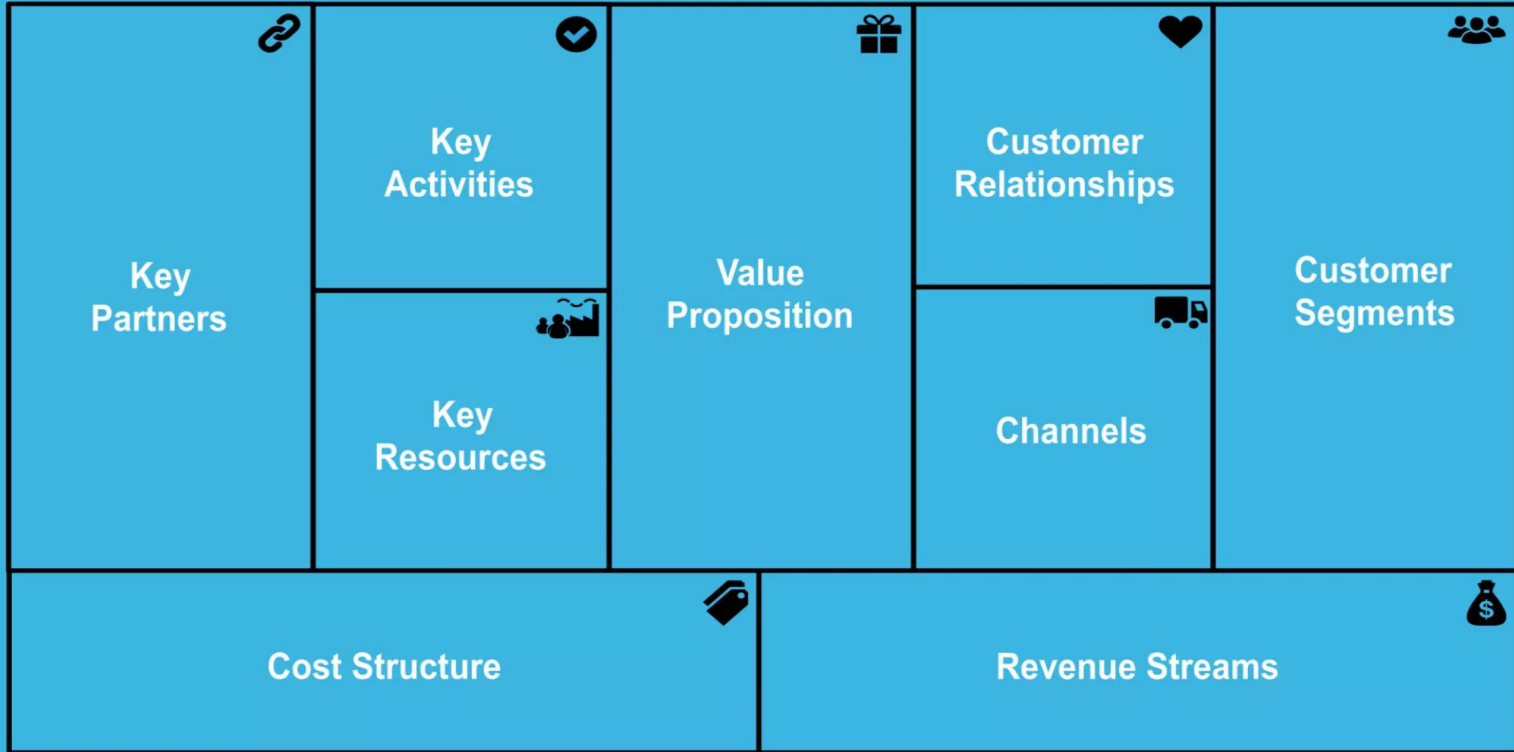 Key
Partners
Key
Activities
Key
Resources
Value
Proposition
Customer
Relationships
Channels
Customer
Segments
Cost Structure
Revenue Streams
$